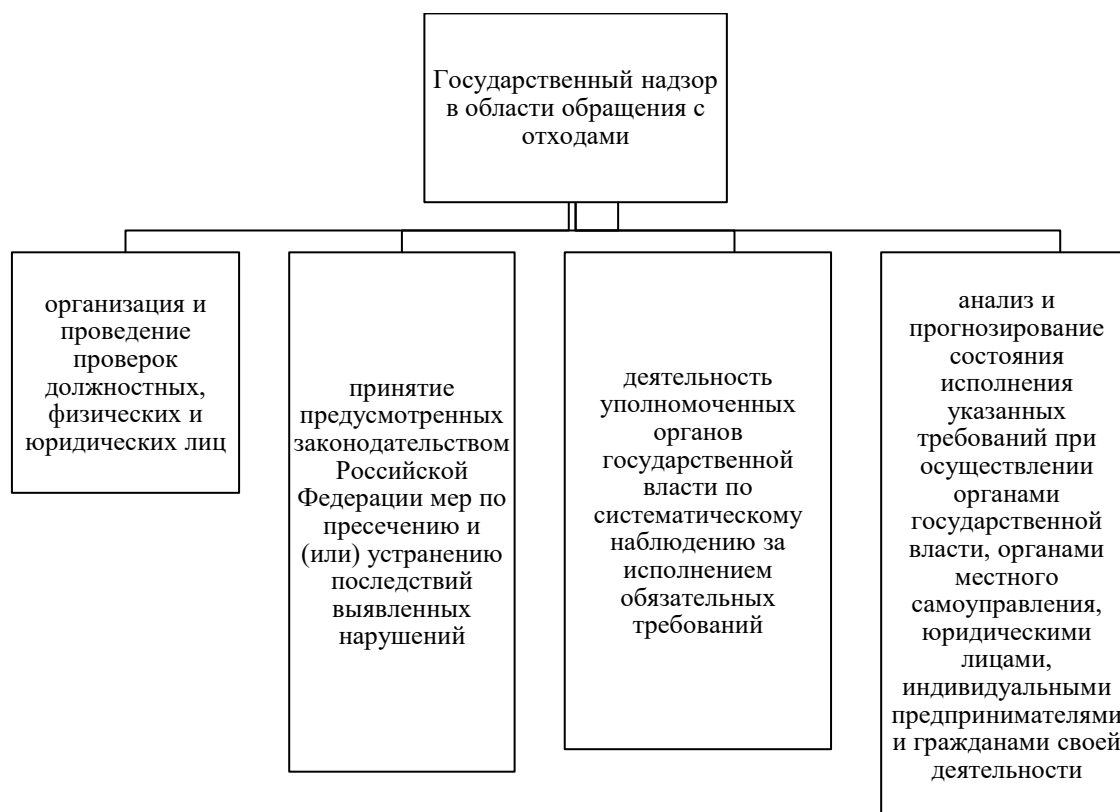 Государственный надзор
в области обращения с
отходами
организация и
проведение
проверок
должностных,
физических и
юридических лиц
принятие
предусмотренных
законодательством
Российской
Федерации мер по
пресечению и
(или) устранению
последствий
выявленных
нарушений
деятельность
уполномоченных
органов
государственной
власти по
систематическому
наблюдению за
исполнением
обязательных
требований
анализ и
прогнозирование
состояния
исполнения
указанных
требований при
осуществлении
органами
государственной
власти, органами
местного
самоуправления,
юридическими
лицами,
индивидуальными
предпринимателями
и гражданами своей
деятельности